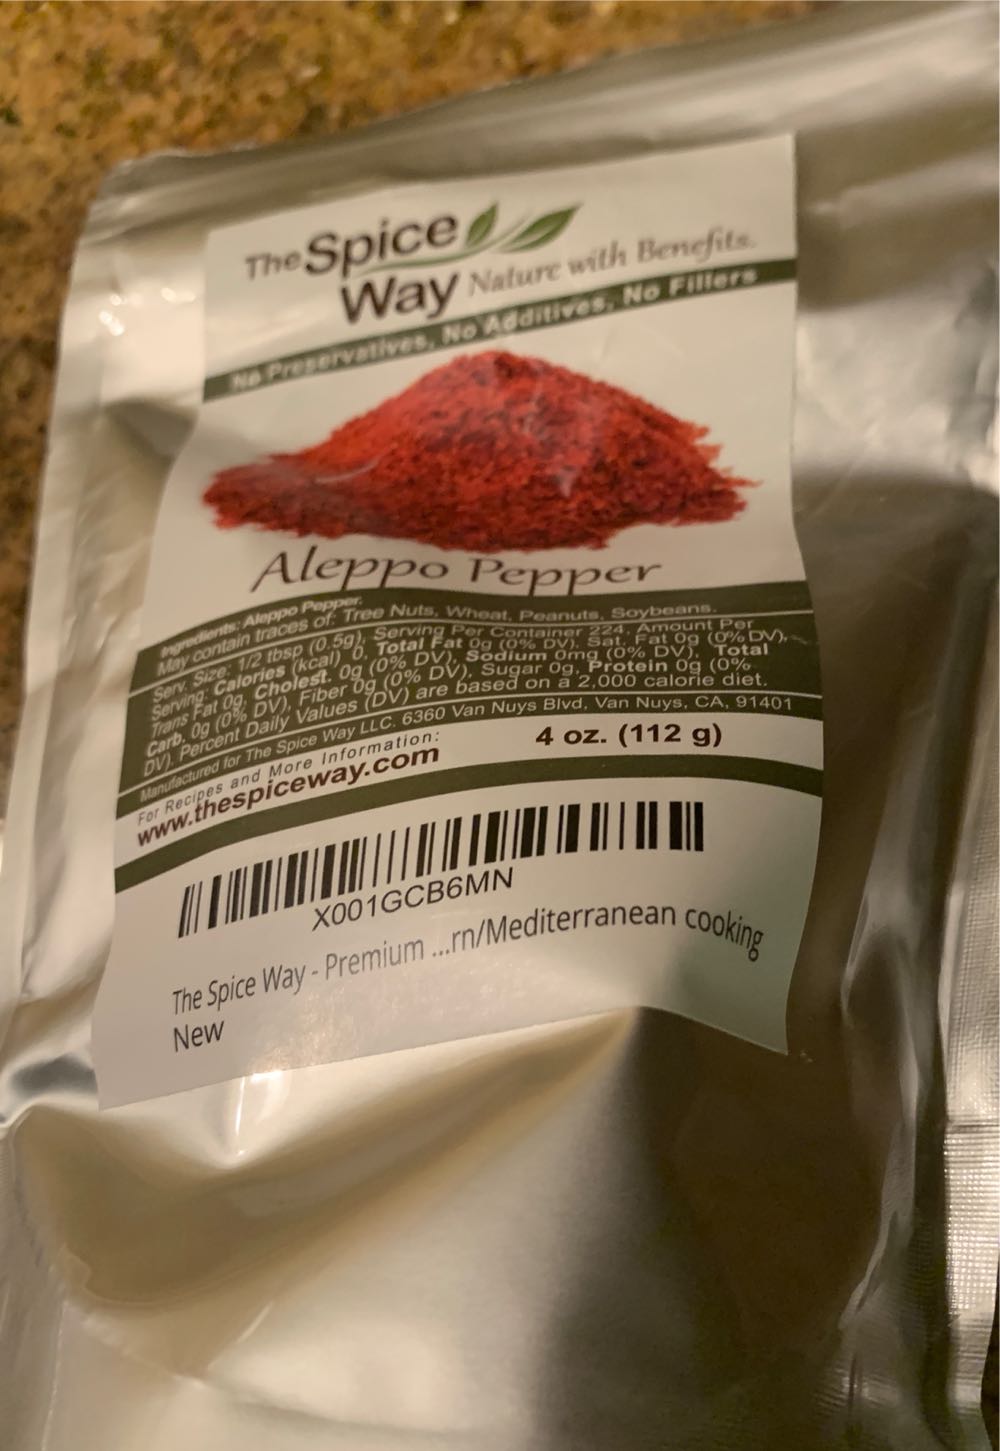 The Spice
Way Nature with Benefits.
No Preservatives, No Additives, No Fillers
Aleppo Pepper
Ingredients: Aleppo Pepper.
May contain traces of: Tree Nuts, Wheat, Peanuts, Soybeans.
Serv. Size: 1/2 tbsp (0.5g), Serving Per Container 224, Amount Per
Serving: Calories (kcal) 0, Total Fat 0g (0% DV), Sat. Fat 0g (0% DV),
Trans Fat 0g, Cholest. 0g (0% DV), Sodium 0mg (0% DV), Total
Carb. 0g (0% DV), Fiber 0g (0% DV), Sugar 0g, Protein 0g (0%
DV). Percent Daily Values (DV) are based on a 2,000 calorie diet.
Manufactured for The Spice Way LLC. 6360 Van Nuys Blvd, Van Nuys, CA, 91401
For Recipes and More Information:
www.thespiceway.com
4 oz. (112 g)
X001GCB6MN
The Spice Way - Premium ...rn/Mediterranean cooking
New